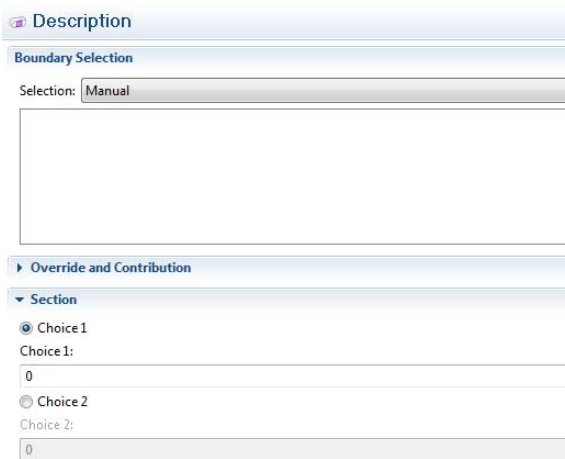 Description
Boundary Selection
Selection: Manual
Override and Contribution
Section
Choice 1
Choice 1:
0
Choice 2
Choice 2:
0